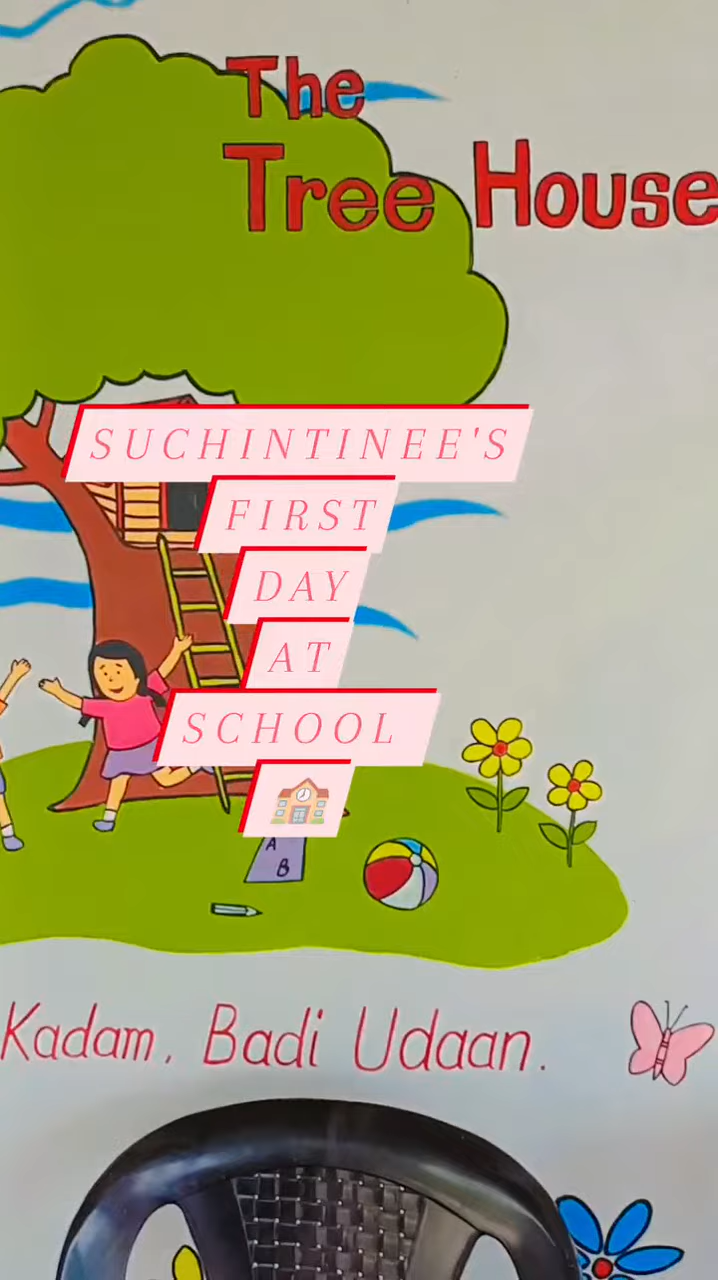 The
Tree House
SUCHINTINEE'S
FIRST
DAY
AT
SCHOOL
🏫
A
B
Kadam, Badi Udaan.